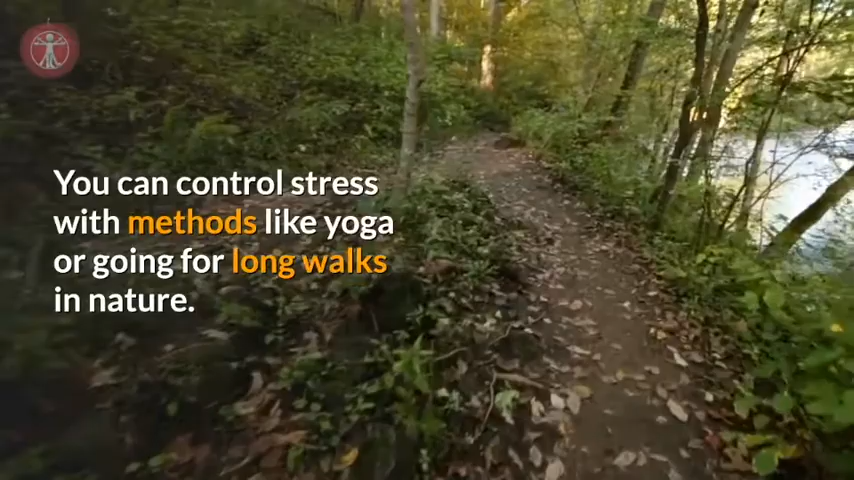 You can control stress
with methods like yoga
or going for long walks
in nature.